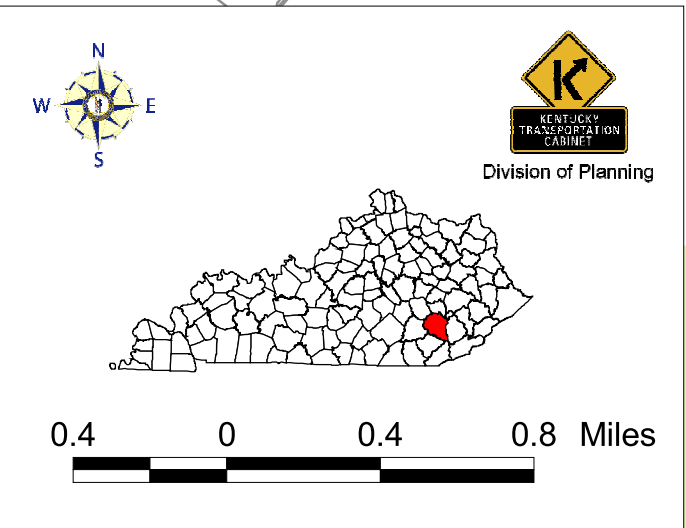 N
W E
S
KENTUCKY
TRANSPORTATION
CABINET
Division of Planning
0.4 0 0.4 0.8 Miles